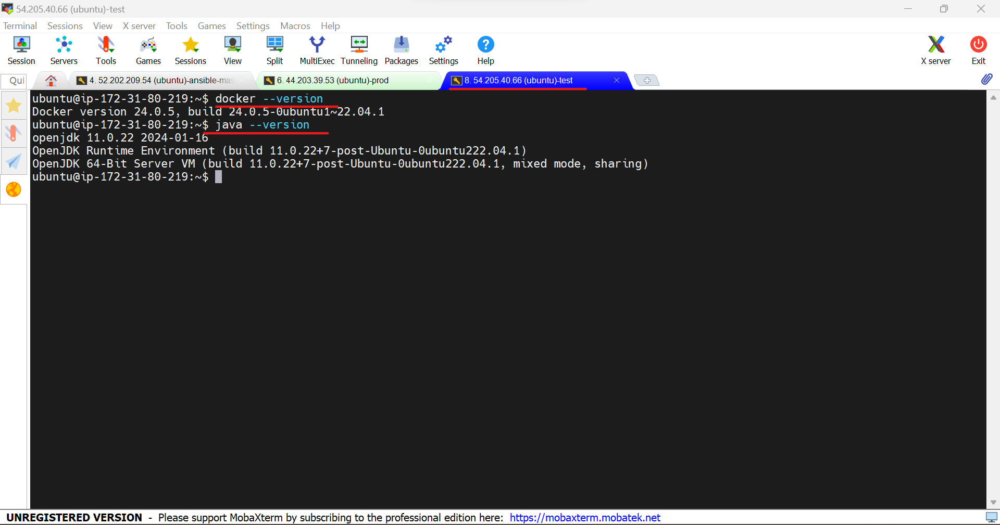 54.205.40.66 (ubuntu)-test
Terminal Sessions View X server Tools Games Settings Macros Help
Session Servers Tools Games Sessions View Split MultiExec Tunneling Packages Settings Help X server Exit
Qui 4. 52.202.209.54 (ubuntu)-ansible-mas 6. 44.203.39.53 (ubuntu)-prod 8. 54.205.40.66 (ubuntu)-test
ubuntu@ip-172-31-80-219:~$ docker --version
Docker version 24.0.5, build 24.0.5-0ubuntu1~22.04.1
ubuntu@ip-172-31-80-219:~$ java --version
openjdk 11.0.22 2024-01-16
OpenJDK Runtime Environment (build 11.0.22+7-post-Ubuntu-0ubuntu222.04.1)
OpenJDK 64-Bit Server VM (build 11.0.22+7-post-Ubuntu-0ubuntu222.04.1, mixed mode, sharing)
ubuntu@ip-172-31-80-219:~$
UNREGISTERED VERSION - Please support MobaXterm by subscribing to the professional edition here: https://mobaxterm.mobatek.net